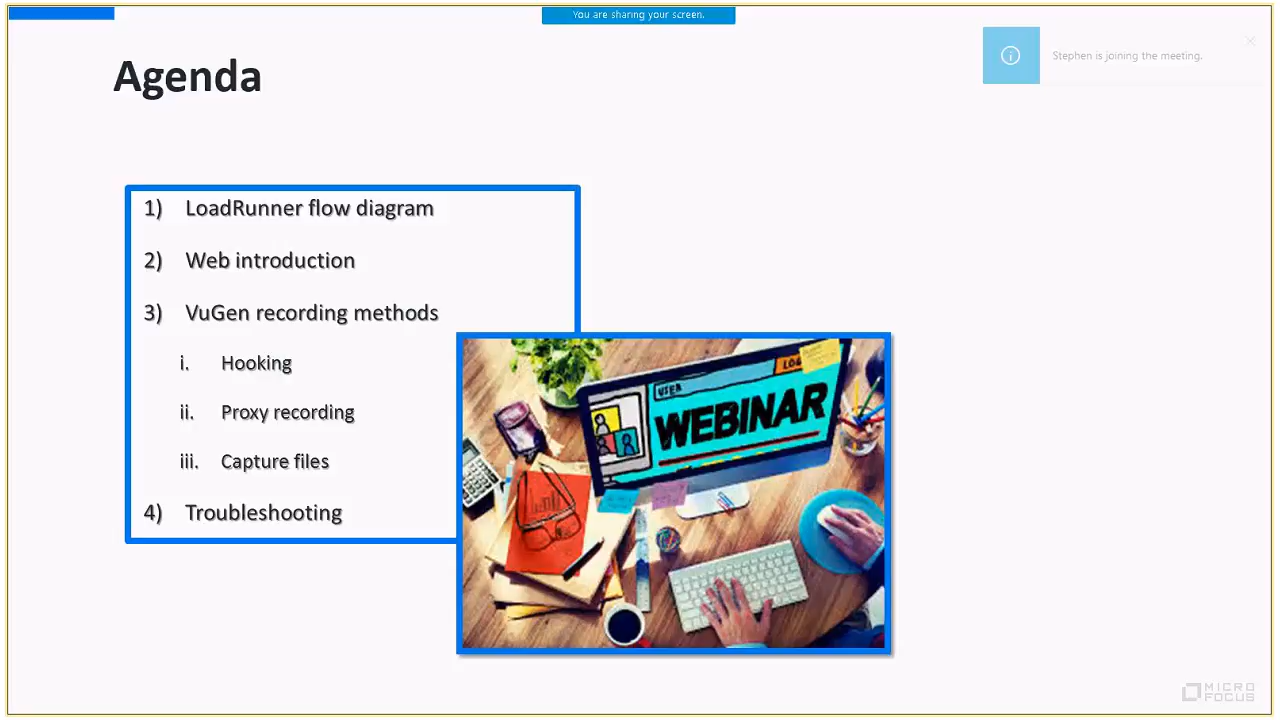 You are sharing your screen.
Stephen is joining the meeting.
Agenda
1) LoadRunner flow diagram
2) Web introduction
3) VuGen recording methods
i. Hooking
ii. Proxy recording
iii. Capture files
4) Troubleshooting
USER
WEBINAR
MICRO
FOCUS